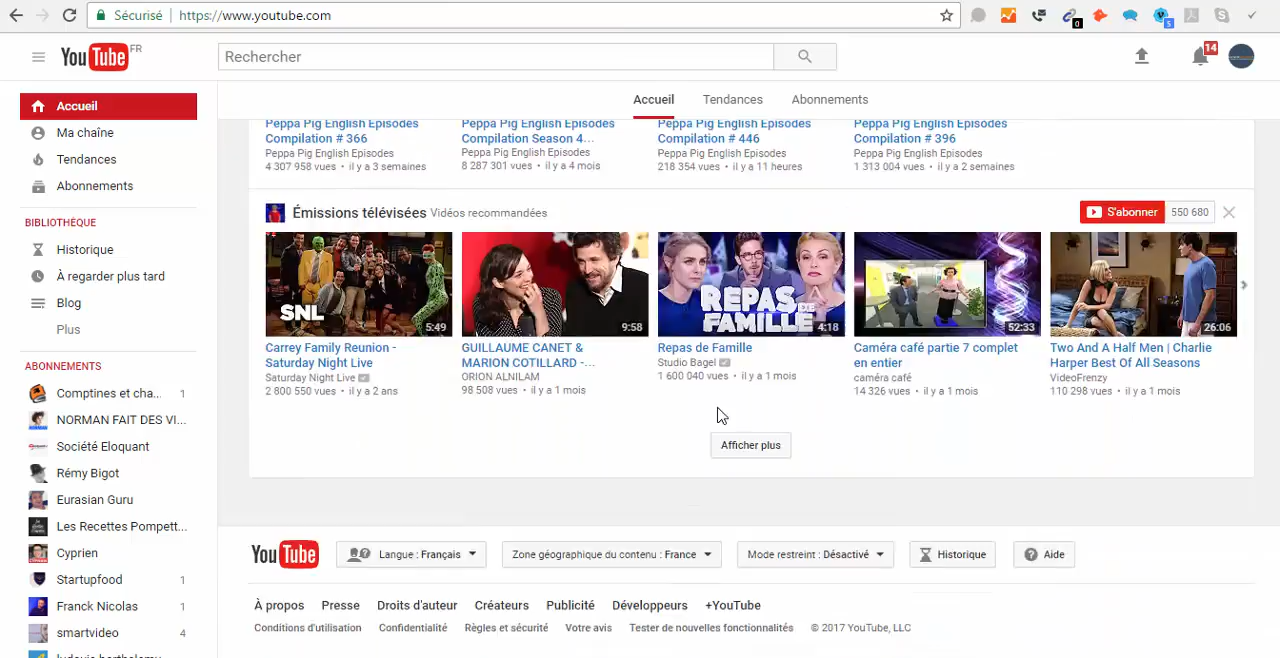 Sécurisé | https://www.youtube.com
0
5
YouTube FR
Rechercher
14
Accueil
Tendances
Abonnements
Accueil
Ma chaîne
Tendances
Abonnements
BIBLIOTHÈQUE
Historique
À regarder plus tard
Blog
Plus
ABONNEMENTS
Comptines et cha... 1
NORMAN FAIT DES VI...
Société Eloquant
Rémy Bigot
Eurasian Guru
Les Recettes Pompett...
Cyprien
Startupfood 1
Franck Nicolas 1
smartvideo 4
Peppa Pig English Episodes
Compilation # 366
Peppa Pig English Episodes
4 307 958 vues • il y a 3 semaines
Peppa Pig English Episodes
Compilation Season 4...
Peppa Pig English Episodes
8 287 301 vues • il y a 4 mois
Peppa Pig English Episodes
Compilation # 446
Peppa Pig English Episodes
218 354 vues • il y a 11 heures
Peppa Pig English Episodes
Compilation # 396
Peppa Pig English Episodes
1 313 004 vues • il y a 2 semaines
Émissions télévisées Vidéos recommandées
S'abonner 550 680
SNL
5:49
Carrey Family Reunion -
Saturday Night Live
Saturday Night Live
2 800 550 vues • il y a 2 ans
9:58
GUILLAUME CANET &
MARION COTILLARD -...
ORION ALNILAM
98 508 vues • il y a 1 mois
REPAS DE
FAMILLE
4:18
Repas de Famille
Studio Bagel
1 600 040 vues • il y a 1 mois
52:33
Caméra café partie 7 complet
en entier
caméra café
14 326 vues • il y a 1 mois
26:06
Two And A Half Men | Charlie
Harper Best Of All Seasons
VideoFrenzy
110 298 vues • il y a 1 mois
Afficher plus
YouTube
Langue : Français
Zone géographique du contenu : France
Mode restreint : Désactivé
Historique
Aide
À propos Presse Droits d'auteur Créateurs Publicité Développeurs +YouTube
Conditions d'utilisation Confidentialité Règles et sécurité Votre avis Tester de nouvelles fonctionnalités © 2017 YouTube, LLC